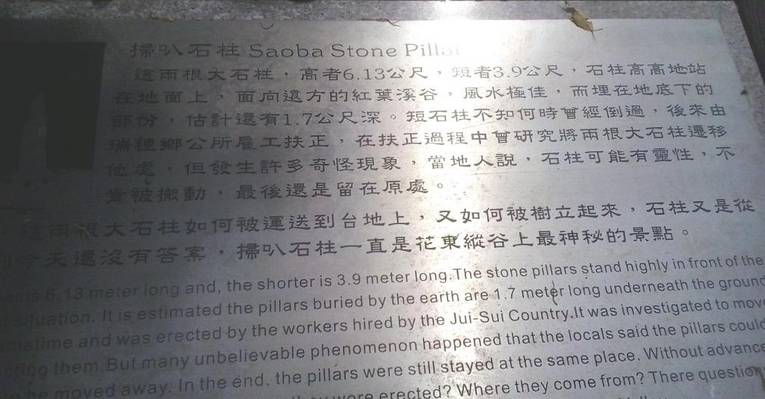 掃叭石柱 Saoba Stone Pillar
這兩根大石柱，高者6.13公尺，短者3.9公尺，石柱高高地站
在地面上，面向遠方的紅葉溪谷，風水極佳，而埋在地底下的
部份，估計還有1.7公尺深。短石柱不知何時曾經倒過，後來由
瑞穗鄉公所雇工扶正，在扶正過程中曾研究將兩根大石柱遷移
他處，但發生許多奇怪現象，當地人說，石柱可能有靈性，不
肯被搬動，最後還是留在原處。
兩根大石柱如何被運送到台地上，又如何被樹立起來，石柱又是從
今天還沒有答案，掃叭石柱一直是花東縱谷上最神秘的景點。
is 6.13 meter long and, the shorter is 3.9 meter long.The stone pillars stand highly in front of the
situation. It is estimated the pillars buried by the earth are 1.7 meter long underneath the ground
and was erected by the workers hired by the Jui-Sui Country.It was investigated to move
them.But many unbelievable phenomenon happened that the locals said the pillars could
be moved away. In the end, the pillars were still stayed at the same place. Without advance
were erected? Where they come from? There question